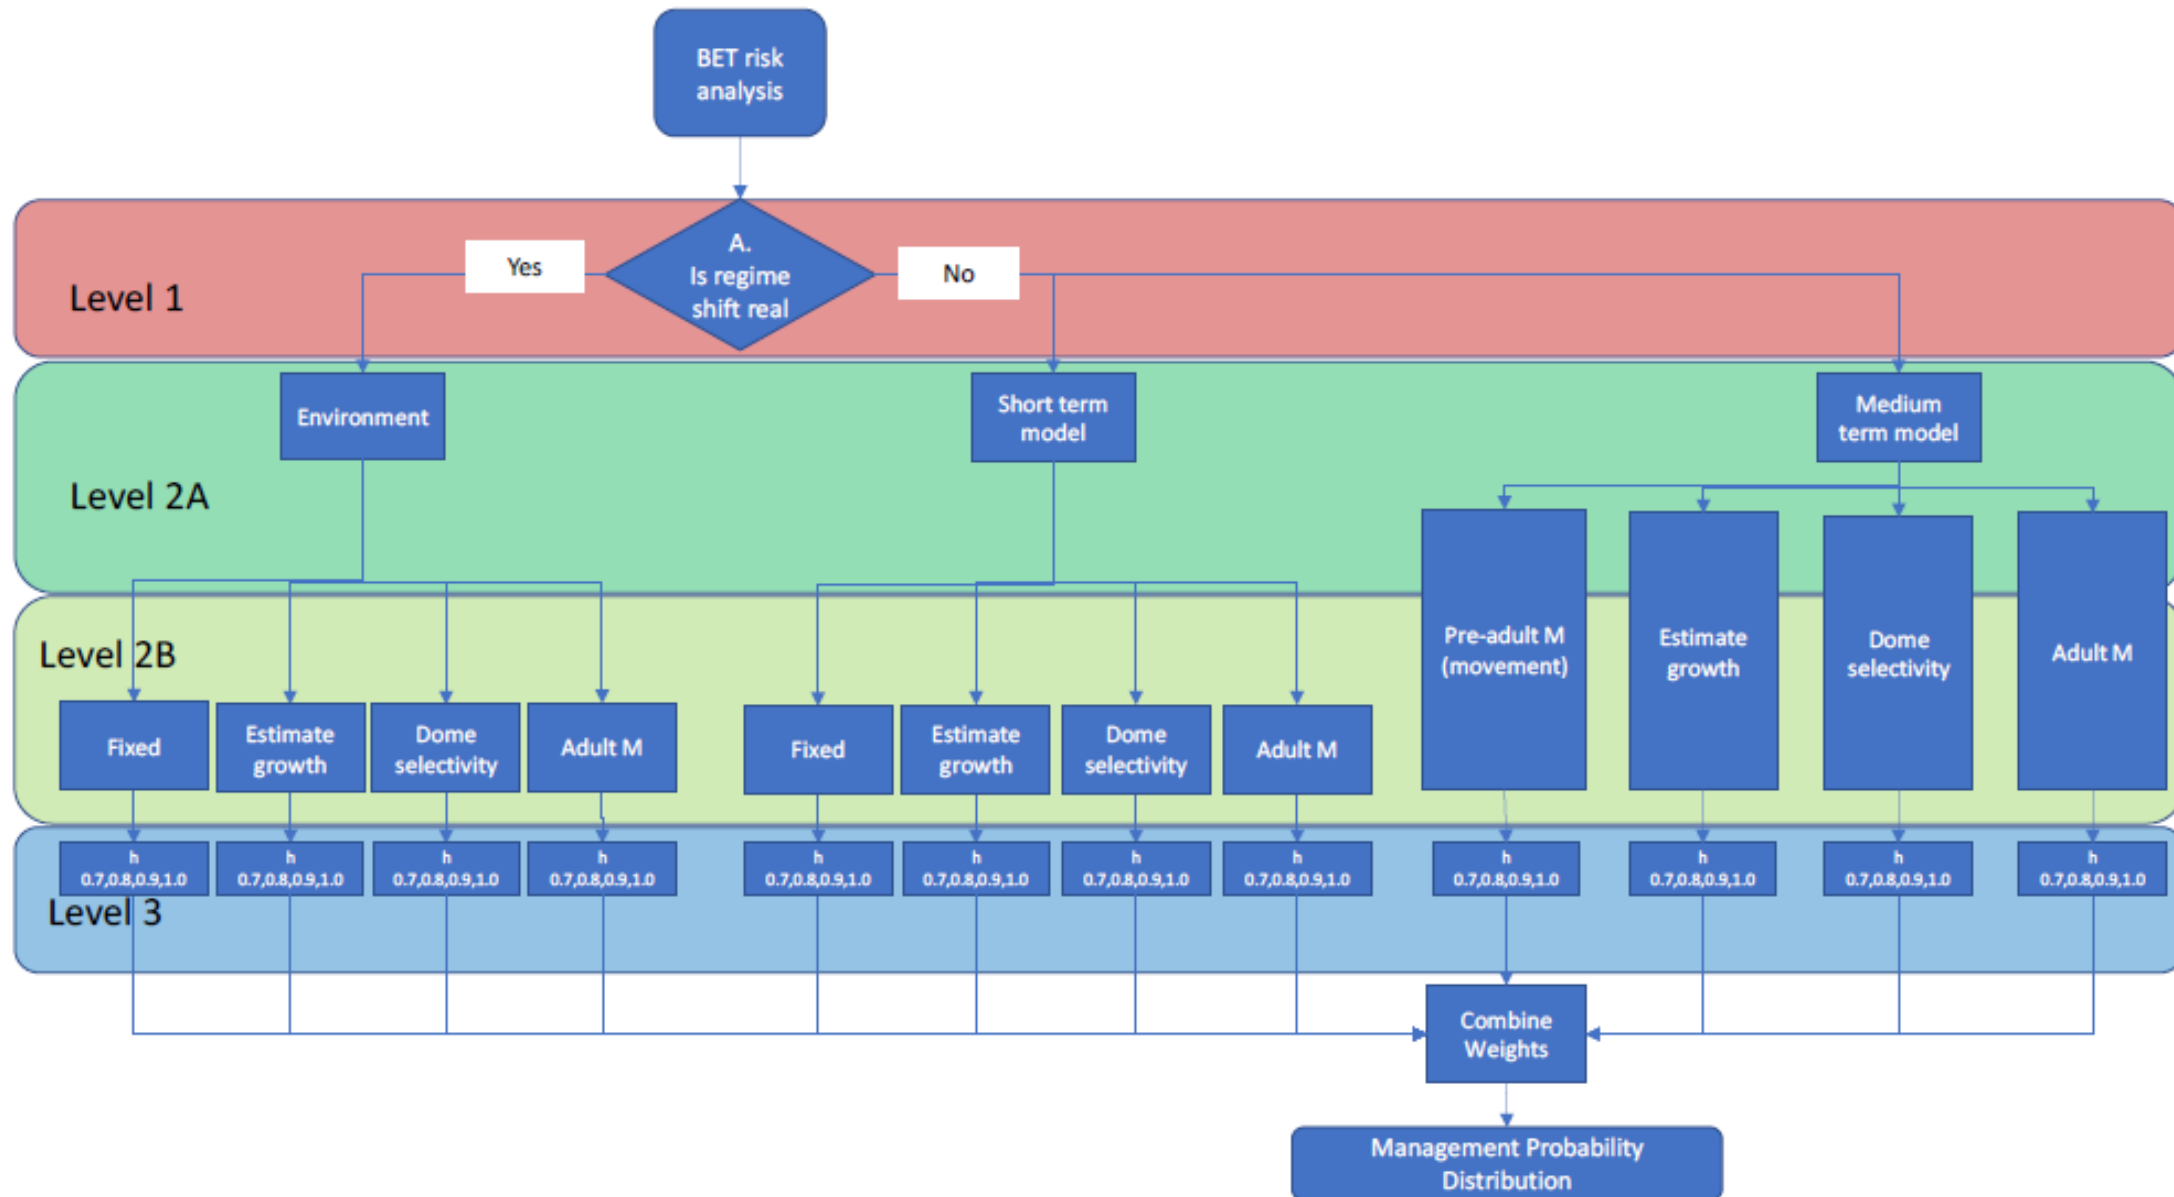 BET risk
analysis
Level 1
Yes
A.
Is regime
shift real
No
Level 2A
Environment
Short term
model
Medium
term model
Level 2B
Fixed
Estimate
growth
Dome
selectivity
Adult M
Fixed
Estimate
growth
Dome
selectivity
Adult M
Pre-adult M
(movement)
Estimate
growth
Dome
selectivity
Adult M
Level 3
h
0.7,0.8,0.9,1.0
h
0.7,0.8,0.9,1.0
h
0.7,0.8,0.9,1.0
h
0.7,0.8,0.9,1.0
h
0.7,0.8,0.9,1.0
h
0.7,0.8,0.9,1.0
h
0.7,0.8,0.9,1.0
h
0.7,0.8,0.9,1.0
h
0.7,0.8,0.9,1.0
h
0.7,0.8,0.9,1.0
h
0.7,0.8,0.9,1.0
h
0.7,0.8,0.9,1.0
Combine
Weights
Management Probability
Distribution